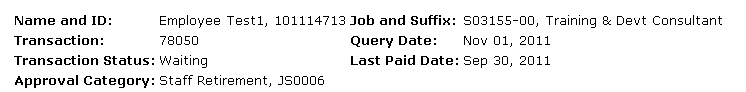 Name and ID: Employee Test1, 101114713 Job and Suffix: S03155-00, Training & Devt Consultant
Transaction: 78050 Query Date: Nov 01, 2011
Transaction Status: Waiting Last Paid Date: Sep 30, 2011
Approval Category: Staff Retirement, JS0006